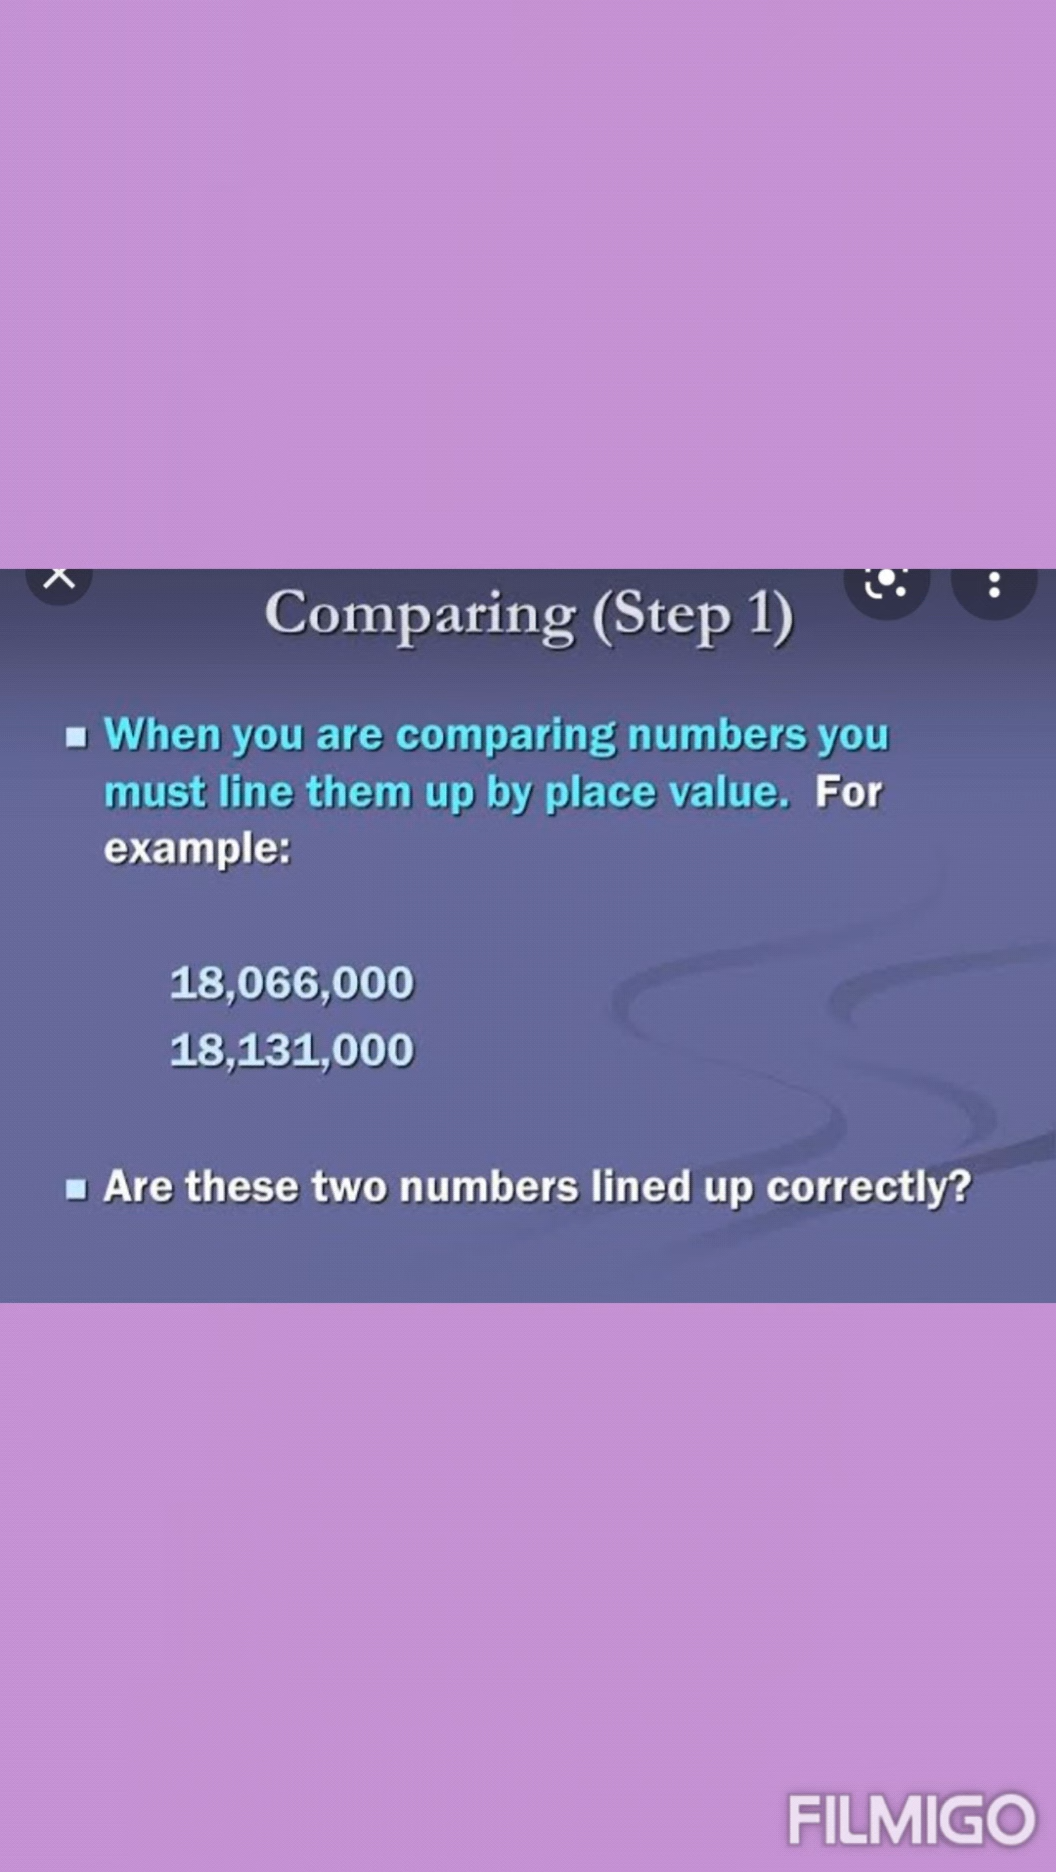 Comparing (Step 1)
When you are comparing numbers you
must line them up by place value. For
example:
18,066,000
18,131,000
Are these two numbers lined up correctly?
FILMIGO